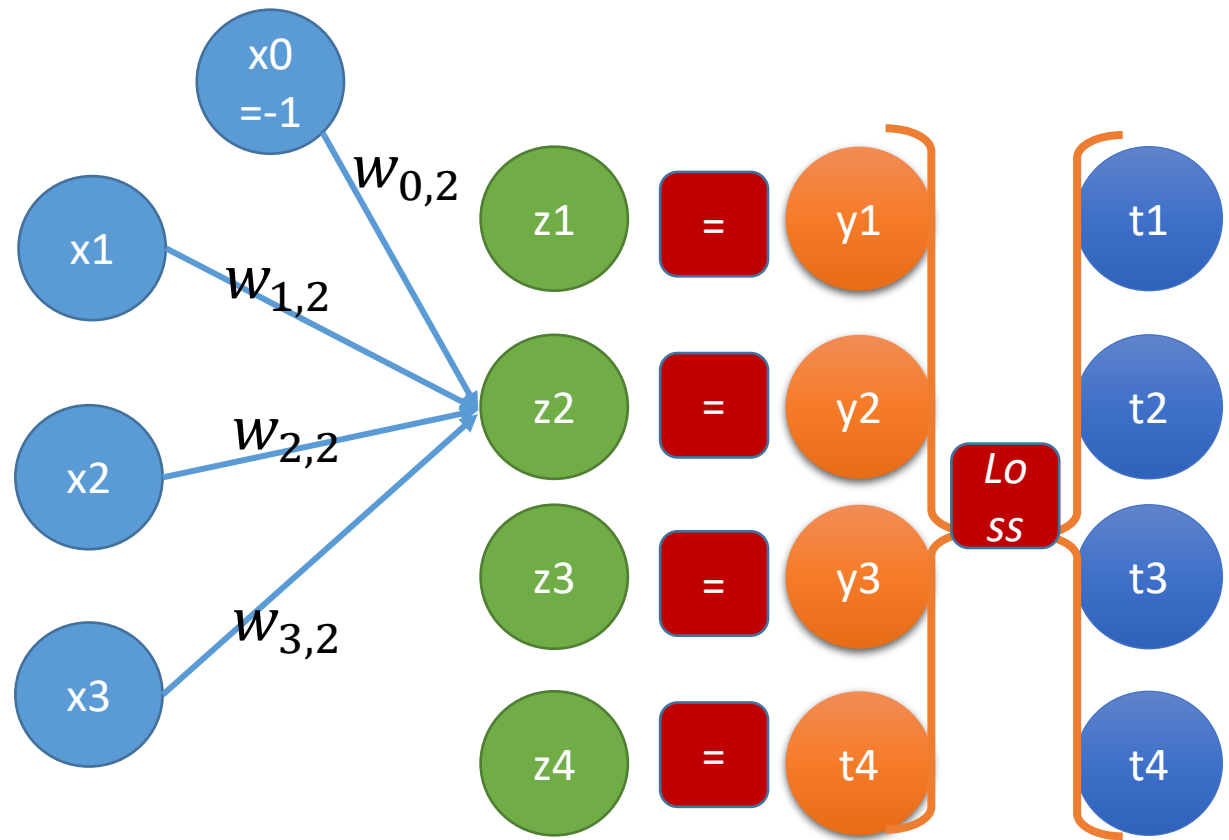 x0
=-1
w0,2
z1
=
y1
t1
x1
w1,2
z2
=
y2
t2
w2,2
x2
Lo
ss
z3
=
y3
t3
w3,2
x3
z4
=
t4
t4